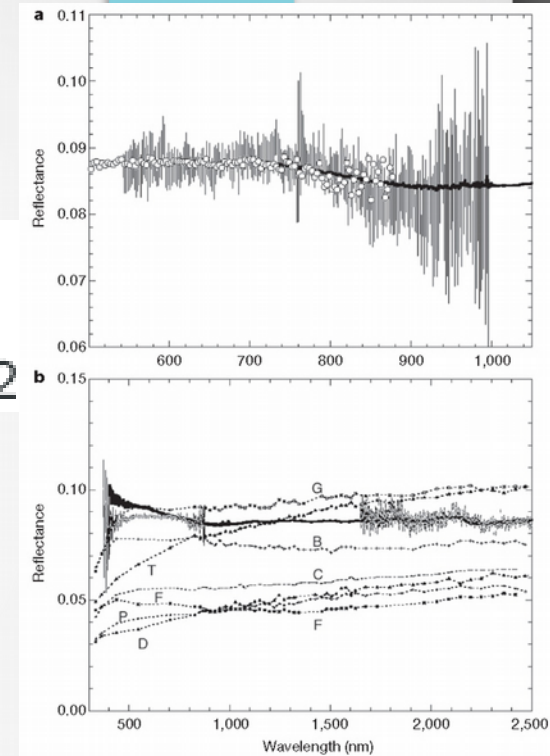 a
0.11
0.10
0.09
0.08
0.07
0.06
Reflectance
600
700
800
900
1,000
2
b
0.15
0.10
0.05
0.00
Reflectance
G
B
T
C
F
P
F
D
500
1,000
1,500
2,000
2,500
Wavelength (nm)